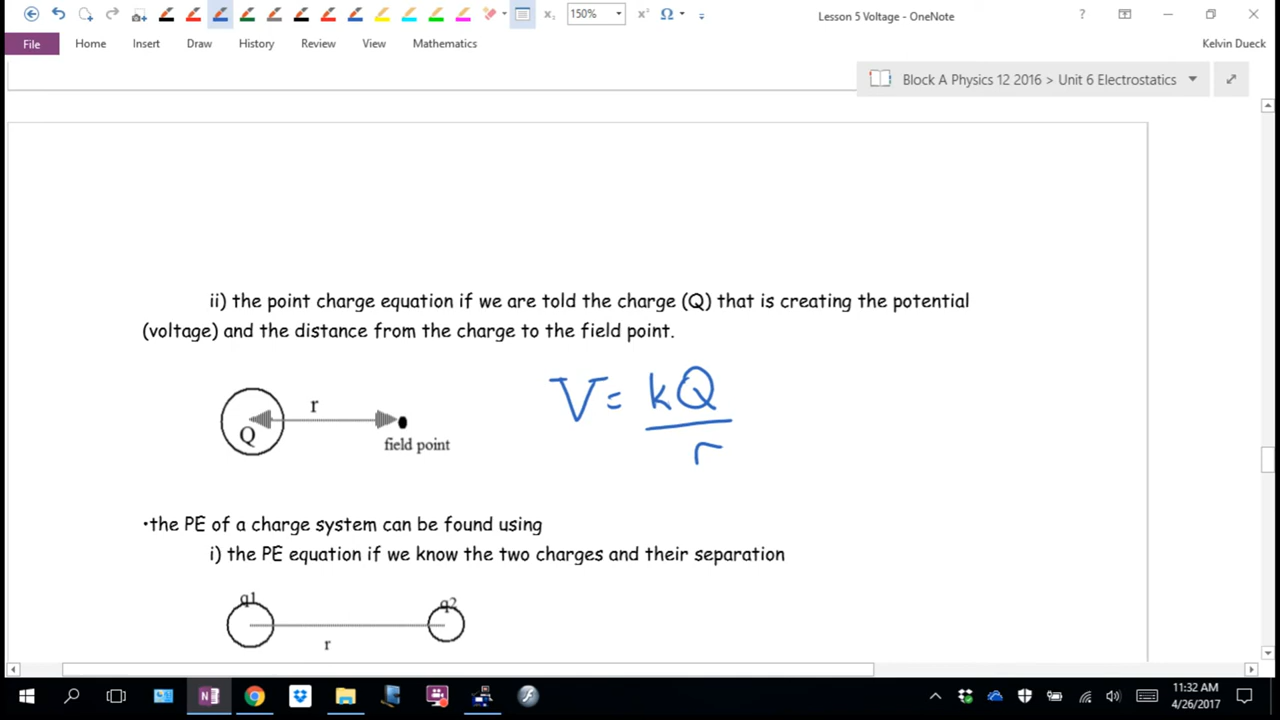 150%
Lesson 5 Voltage - OneNote
?
File
Home
Insert
Draw
History
Review
View
Mathematics
Kelvin Dueck
Block A Physics 12 2016 > Unit 6 Electrostatics
ii) the point charge equation if we are told the charge (Q) that is creating the potential
(voltage) and the distance from the charge to the field point.
r
Q
field point
V = kQ
r
•the PE of a charge system can be found using
i) the PE equation if we know the two charges and their separation
q1
q2
r
11:32 AM
4/26/2017